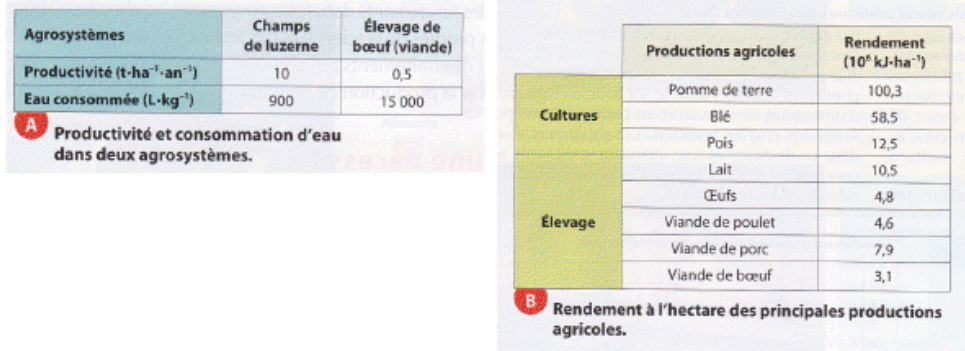 Agrosystèmes Champs de luzerne Élevage de bœuf (viande)
Productivité (t·ha⁻¹·an⁻¹) 10 0,5
Eau consommée (L·kg⁻¹) 900 15 000
A
Productivité et consommation d'eau
dans deux agrosystèmes.
Productions agricoles Rendement (10⁶ kJ·ha⁻¹)
Cultures
Pomme de terre 100,3
Blé 58,5
Pois 12,5
Élevage
Lait 10,5
Œufs 4,8
Viande de poulet 4,6
Viande de porc 7,9
Viande de bœuf 3,1
B
Rendement à l'hectare des principales productions
agricoles.